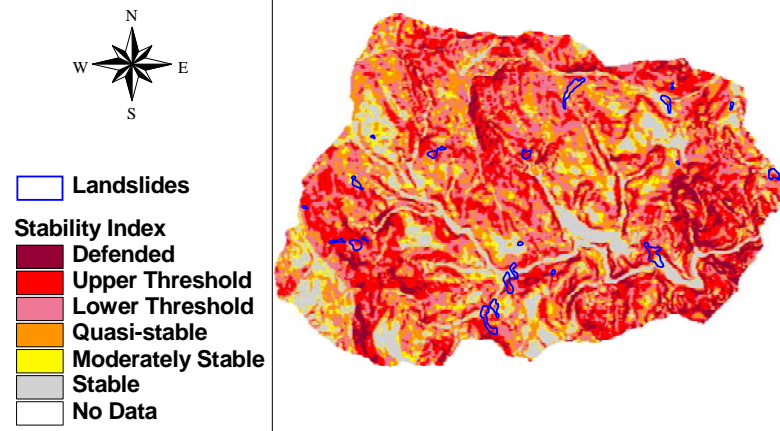 N
W E
S
Landslides
Stability Index
Defended
Upper Threshold
Lower Threshold
Quasi-stable
Moderately Stable
Stable
No Data